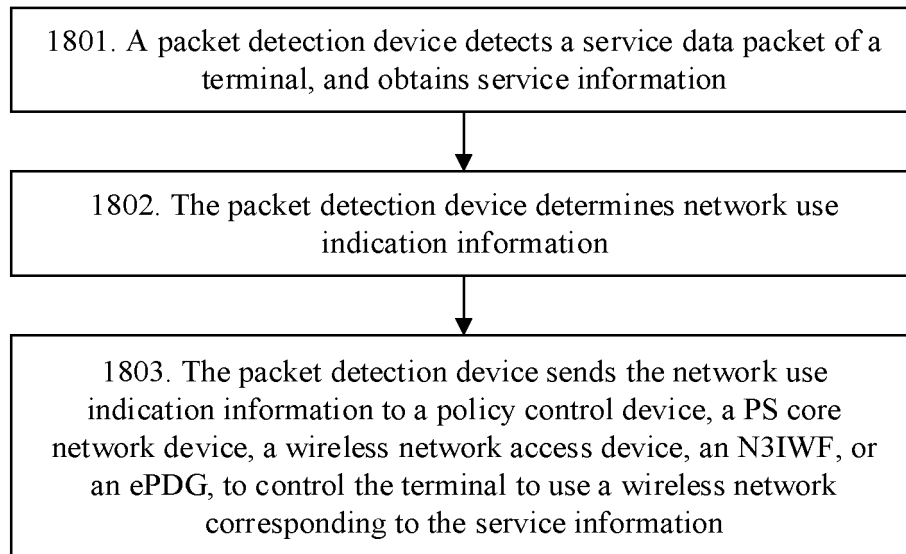 1801. A packet detection device detects a service data packet of a
terminal, and obtains service information
1802. The packet detection device determines network use
indication information
1803. The packet detection device sends the network use
indication information to a policy control device, a PS core
network device, a wireless network access device, an N3IWF, or
an ePDG, to control the terminal to use a wireless network
corresponding to the service information